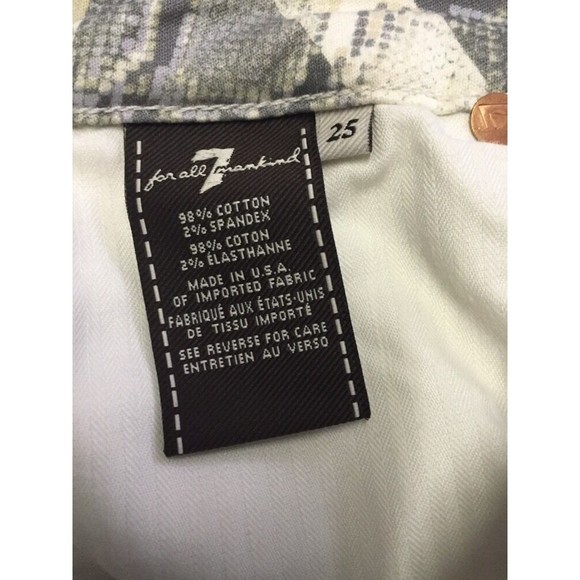 for all 7 mankind
25
98% COTTON
2% SPANDEX
98% COTON
2% ÉLASTHANNE
MADE IN U.S.A.
OF IMPORTED FABRIC
FABRIQUÉ AUX ÉTATS-UNIS
DE TISSU IMPORTÉ
SEE REVERSE FOR CARE
ENTRETIEN AU VERSO